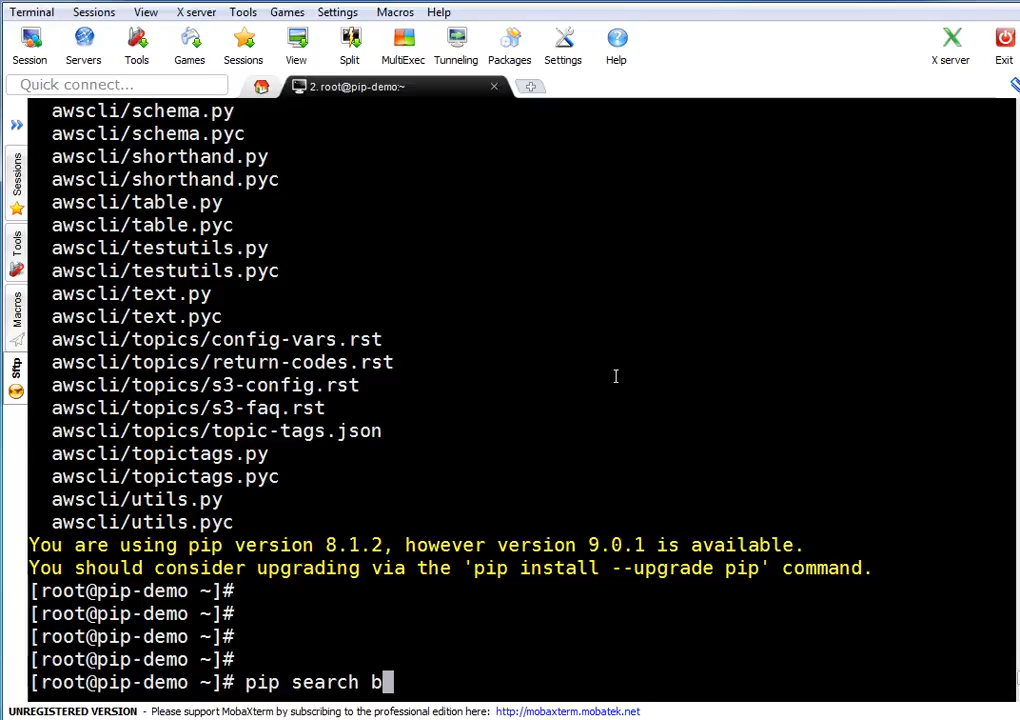 Terminal Sessions View X server Tools Games Settings Macros Help
Session Servers Tools Games Sessions View Split MultiExec Tunneling Packages Settings Help X server Exit
Quick connect... 2. root@pip-demo:~
Sessions
Tools
Macros
Sftp
awscli/schema.py
awscli/schema.pyc
awscli/shorthand.py
awscli/shorthand.pyc
awscli/table.py
awscli/table.pyc
awscli/testutils.py
awscli/testutils.pyc
awscli/text.py
awscli/text.pyc
awscli/topics/config-vars.rst
awscli/topics/return-codes.rst
awscli/topics/s3-config.rst
awscli/topics/s3-faq.rst
awscli/topics/topic-tags.json
awscli/topictags.py
awscli/topictags.pyc
awscli/utils.py
awscli/utils.pyc
You are using pip version 8.1.2, however version 9.0.1 is available.
You should consider upgrading via the 'pip install --upgrade pip' command.
[root@pip-demo ~]#
[root@pip-demo ~]#
[root@pip-demo ~]#
[root@pip-demo ~]#
[root@pip-demo ~]# pip search b
UNREGISTERED VERSION - Please support MobaXterm by subscribing to the professional edition here: http://mobaxterm.mobatek.net